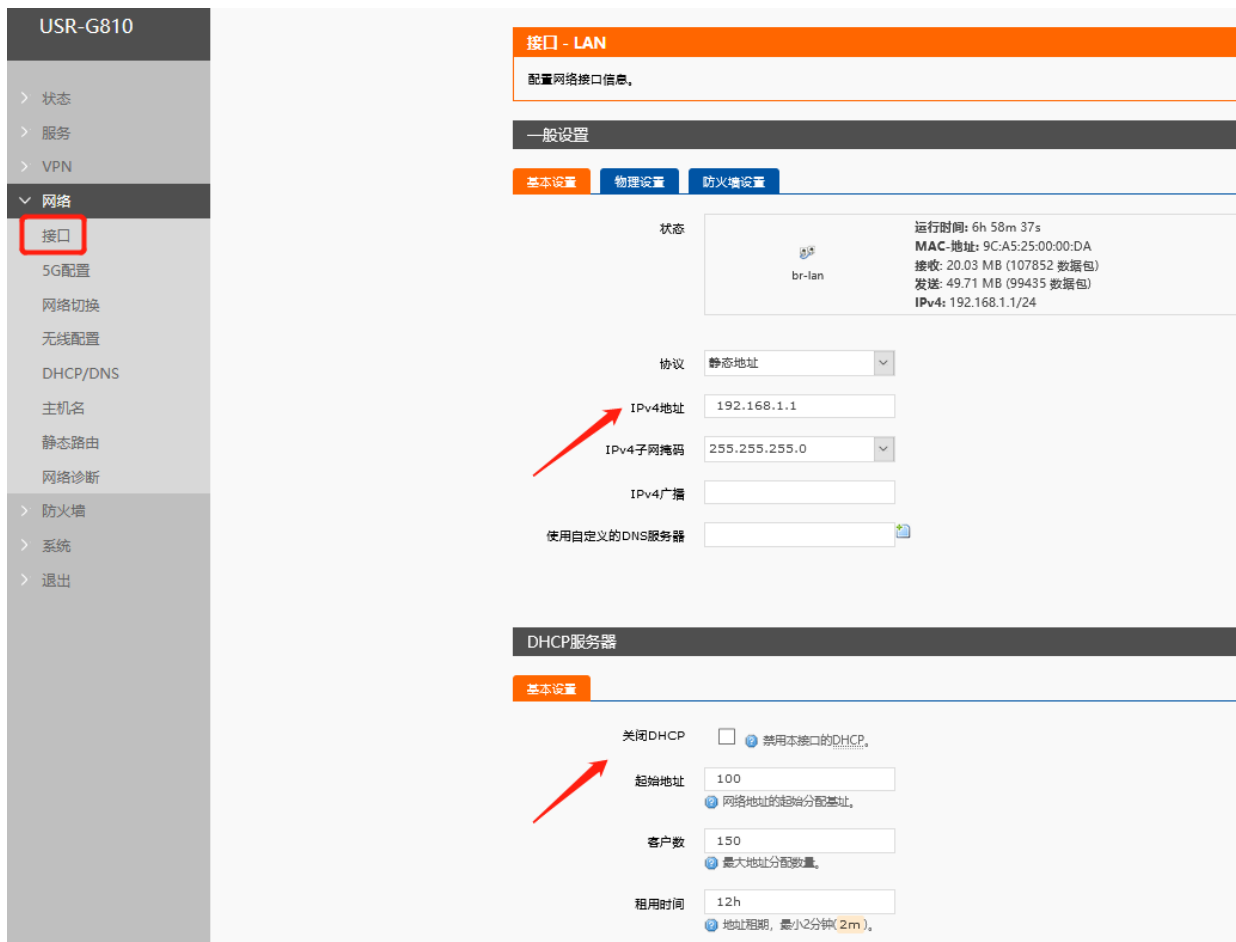 USR-G810
状态
服务
VPN
网络
接口
5G配置
网络切换
无线配置
DHCP/DNS
主机名
静态路由
网络诊断
防火墙
系统
退出
接口 - LAN
配置网络接口信息。
一般设置
基本设置 物理设置 防火墙设置
状态
br-lan
运行时间: 6h 58m 37s
MAC-地址: 9C:A5:25:00:00:DA
接收: 20.03 MB (107852 数据包)
发送: 49.71 MB (99435 数据包)
IPv4: 192.168.1.1/24
协议 静态地址
IPv4地址 192.168.1.1
IPv4子网掩码 255.255.255.0
IPv4广播
使用自定义的DNS服务器
DHCP服务器
基本设置
关闭DHCP 禁用本接口的DHCP。
起始地址 100
网络地址的起始分配基址。
客户数 150
最大地址分配数量。
租用时间 12h
地址租期，最小2分钟(2m)。